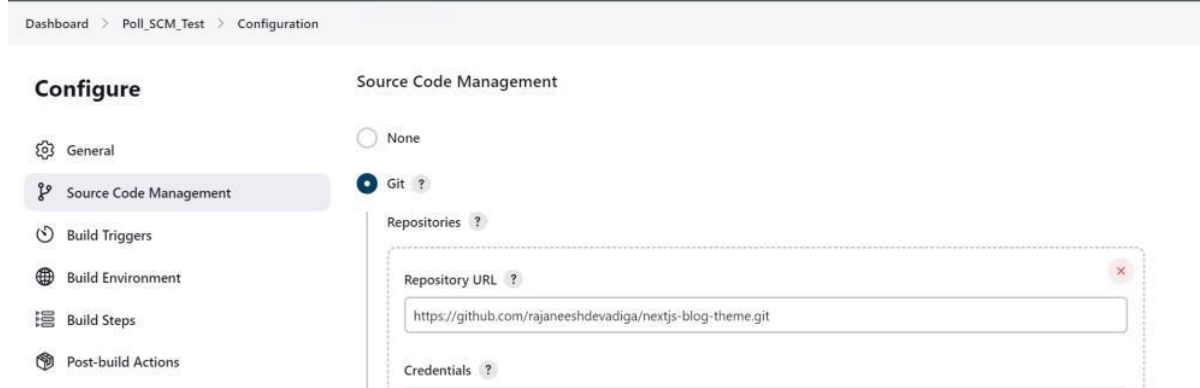 Dashboard > Poll_SCM_Test > Configuration
Configure
General
Source Code Management
Build Triggers
Build Environment
Build Steps
Post-build Actions
Source Code Management
None
Git ?
Repositories ?
Repository URL ?
https://github.com/rajaneeshdevadiga/nextjs-blog-theme.git
Credentials ?